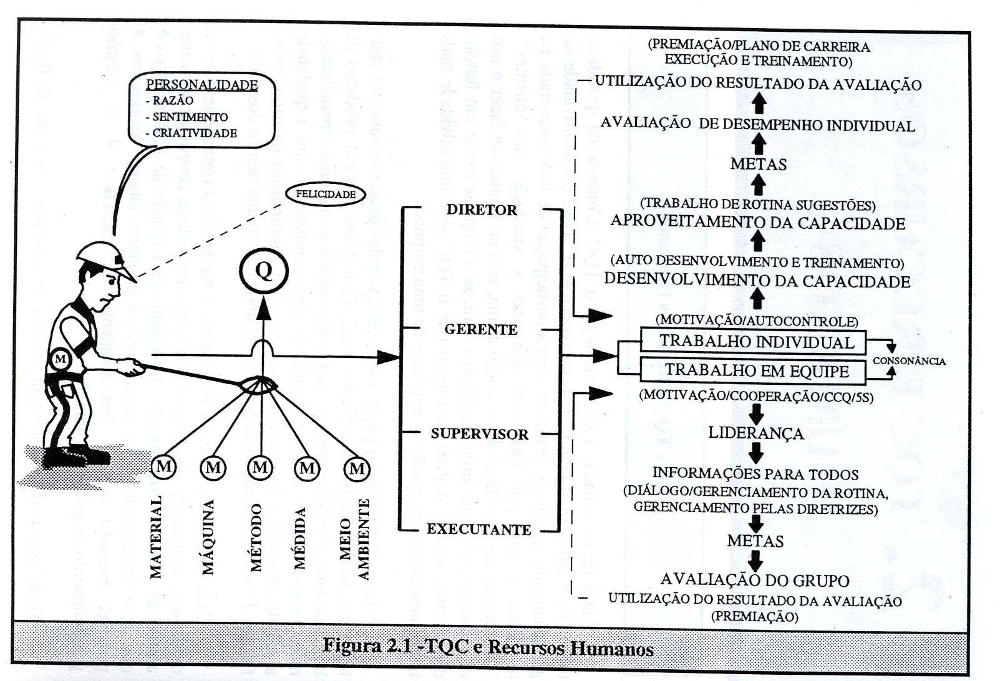 PERSONALIDADE
- RAZÃO
- SENTIMENTO
- CRIATIVIDADE
FELICIDADE
Q
M
M
M
M
M
M
MATERIAL
MÁQUINA
MÉTODO
MÉDIDA
MEIO
AMBIENTE
DIRETOR
GERENTE
SUPERVISOR
EXECUTANTE
(PREMIAÇÃO/PLANO DE CARREIRA
EXECUÇÃO E TREINAMENTO)
UTILIZAÇÃO DO RESULTADO DA AVALIAÇÃO
AVALIAÇÃO DE DESEMPENHO INDIVIDUAL
METAS
(TRABALHO DE ROTINA SUGESTÕES)
APROVEITAMENTO DA CAPACIDADE
(AUTO DESENVOLVIMENTO E TREINAMENTO)
DESENVOLVIMENTO DA CAPACIDADE
(MOTIVAÇÃO/AUTOCONTROLE)
TRABALHO INDIVIDUAL
CONSONÂNCIA
TRABALHO EM EQUIPE
(MOTIVAÇÃO/COOPERAÇÃO/CCQ/5S)
LIDERANÇA
INFORMAÇÕES PARA TODOS
(DIÁLOGO/GERENCIAMENTO DA ROTINA,
GERENCIAMENTO PELAS DIRETRIZES)
METAS
AVALIAÇÃO DO GRUPO
UTILIZAÇÃO DO RESULTADO DA AVALIAÇÃO
(PREMIAÇÃO)
Figura 2.1 -TQC e Recursos Humanos